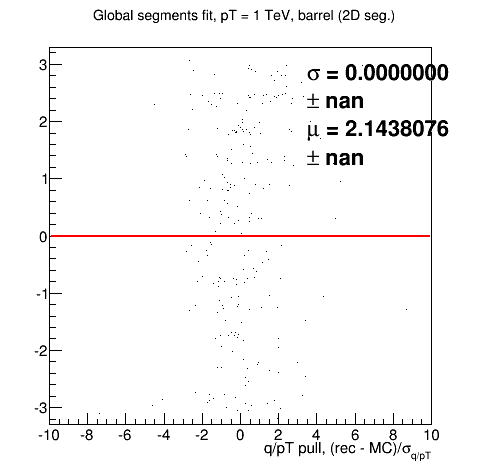 Global segments fit, pT = 1 TeV, barrel (2D seg.)
σ = 0.0000000
± nan
μ = 2.1438076
± nan
3
2
1
0
-1
-2
-3
-10 -8 -6 -4 -2 0 2 4 6 8 10
q/pT pull, (rec - MC)/σ_{q/pT}